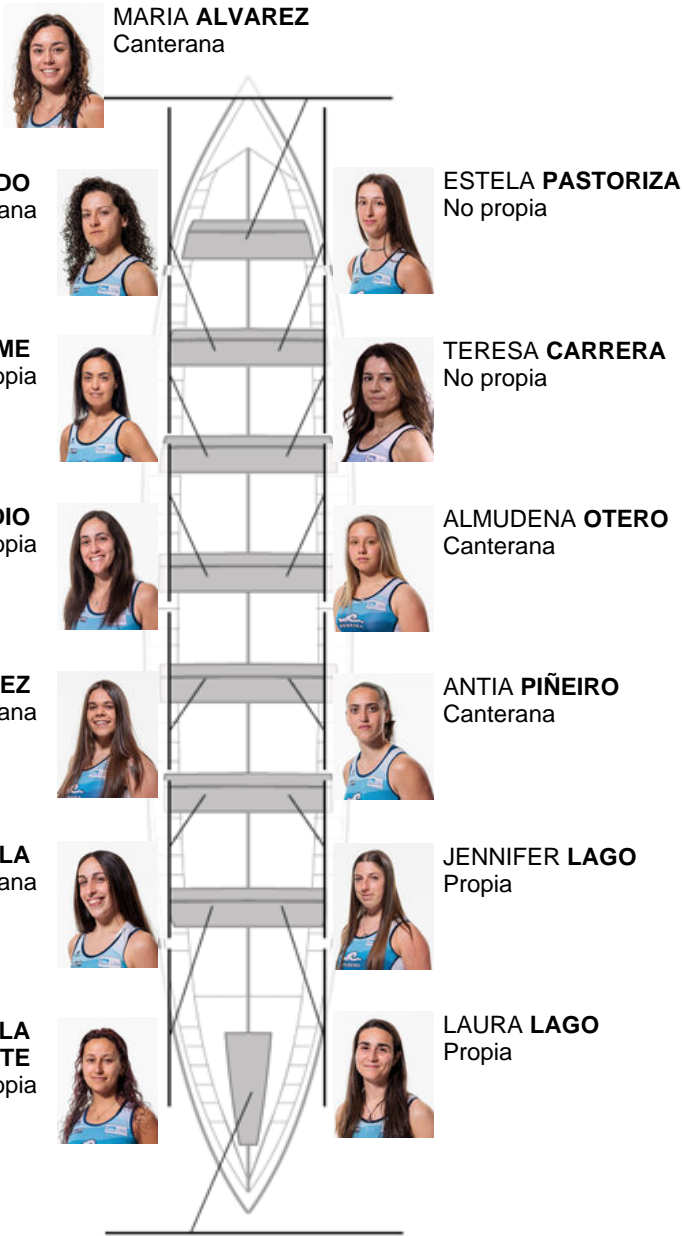 MARIA ALVAREZ
Canterana
DO
ana
ESTELA PASTORIZA
No propia
ME
opia
TERESA CARRERA
No propia
DIO
opia
ALMUDENA OTERO
Canterana
EZ
ana
ANTIA PIÑEIRO
Canterana
LA
ana
JENNIFER LAGO
Propia
LA
TE
opia
LAURA LAGO
Propia